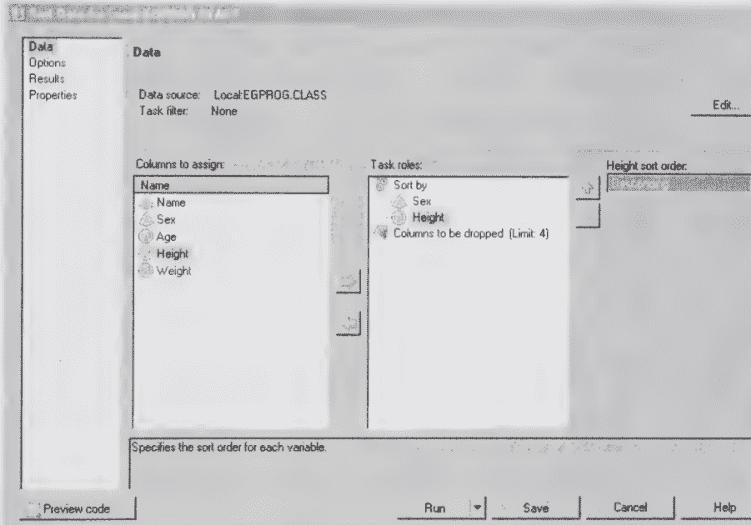 Data
Options
Results
Properties
Data
Data source: Local:EGPROG.CLASS
Task filter: None
Edit...
Columns to assign:
Name
Name
Sex
Age
Height
Weight
Task roles:
Sort by
Sex
Height
Columns to be dropped (Limit: 4)
Height sort order:
Specifies the sort order for each variable.
Preview code
Run
Save
Cancel
Help